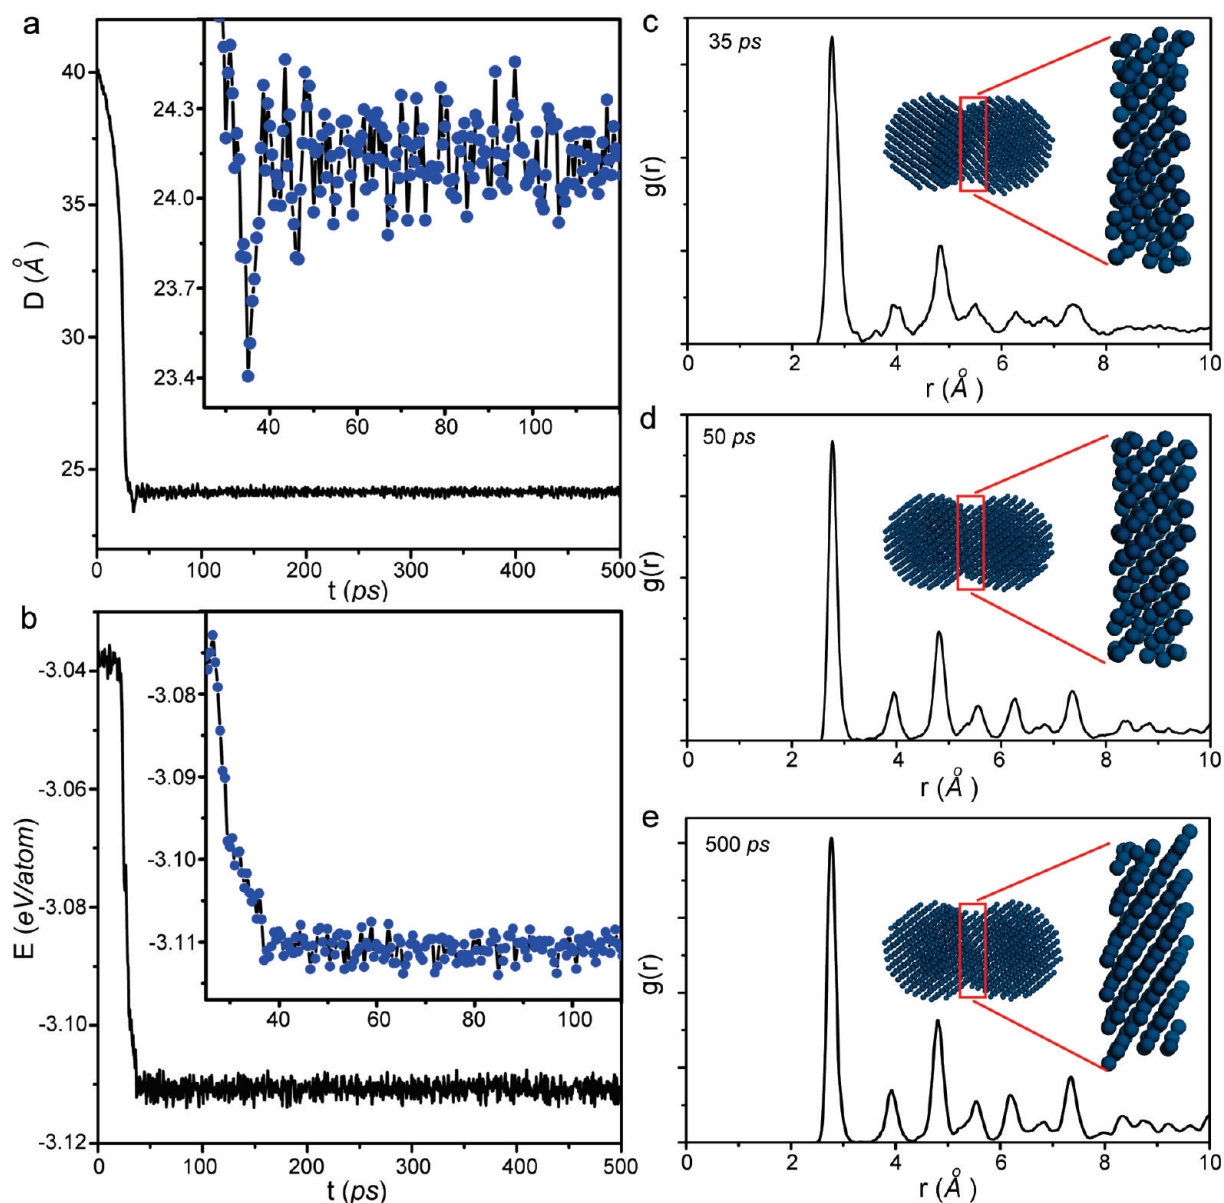 a
40
35
30
25
D (Å)
24.3
24.0
23.7
23.4
40 60 80 100
0 100 200 300 400 500
t (ps)
b
-3.04
-3.06
-3.08
-3.10
-3.12
E (eV/atom)
-3.08
-3.09
-3.10
-3.11
40 60 80 100
0 100 200 300 400 500
t (ps)
c
35 ps
g(r)
0 2 4 6 8 10
r (Å)
d
50 ps
g(r)
0 2 4 6 8 10
r (Å)
e
500 ps
g(r)
0 2 4 6 8 10
r (Å)